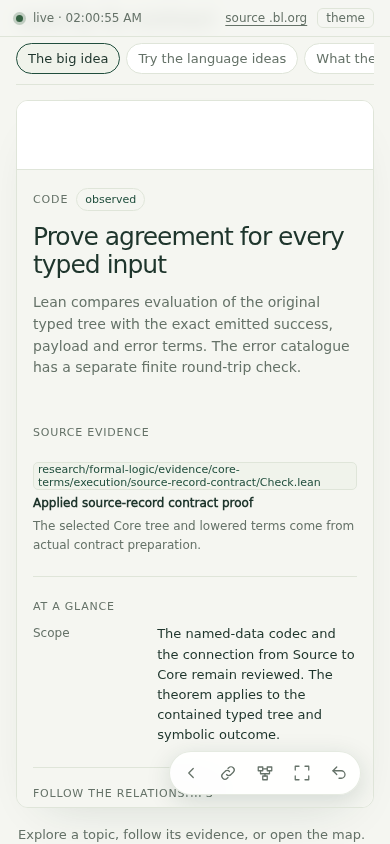 live · 02:00:55 AM
source .bl.org
theme
The big idea
Try the language ideas
What the
CODE
observed
Prove agreement for every
typed input
Lean compares evaluation of the original
typed tree with the exact emitted success,
payload and error terms. The error catalogue
has a separate finite round-trip check.
SOURCE EVIDENCE
research/formal-logic/evidence/core-
terms/execution/source-record-contract/Check.lean
Applied source-record contract proof
The selected Core tree and lowered terms come from
actual contract preparation.
AT A GLANCE
Scope
The named-data codec and
the connection from Source to
Core remain reviewed. The
theorem applies to the
contained typed tree and
symbolic outcome.
FOLLOW THE RELATIONSHIPS
Explore a topic, follow its evidence, or open the map.